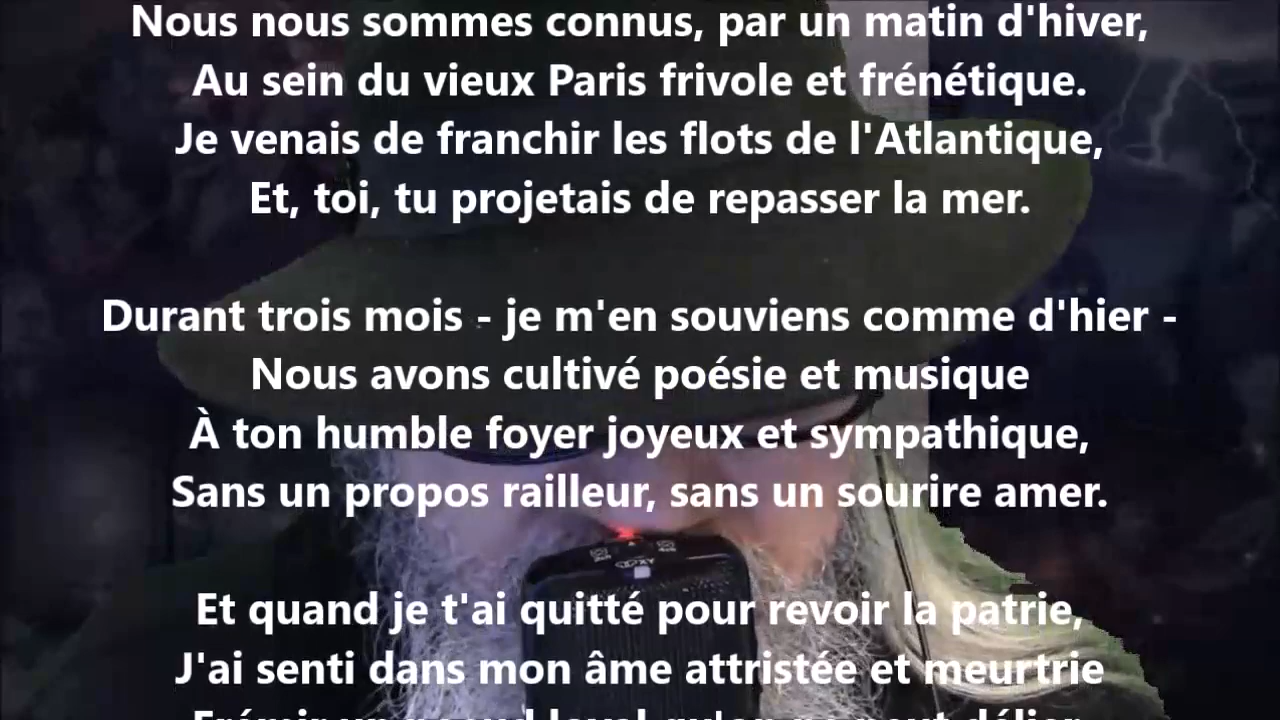 Nous nous sommes connus, par un matin d'hiver,
Au sein du vieux Paris frivole et frénétique.
Je venais de franchir les flots de l'Atlantique,
Et, toi, tu projetais de repasser la mer.
Durant trois mois - je m'en souviens comme d'hier -
Nous avons cultivé poésie et musique
À ton humble foyer joyeux et sympathique,
Sans un propos railleur, sans un sourire amer.
Et quand je t'ai quitté pour revoir la patrie,
J'ai senti dans mon âme attristée et meurtrie